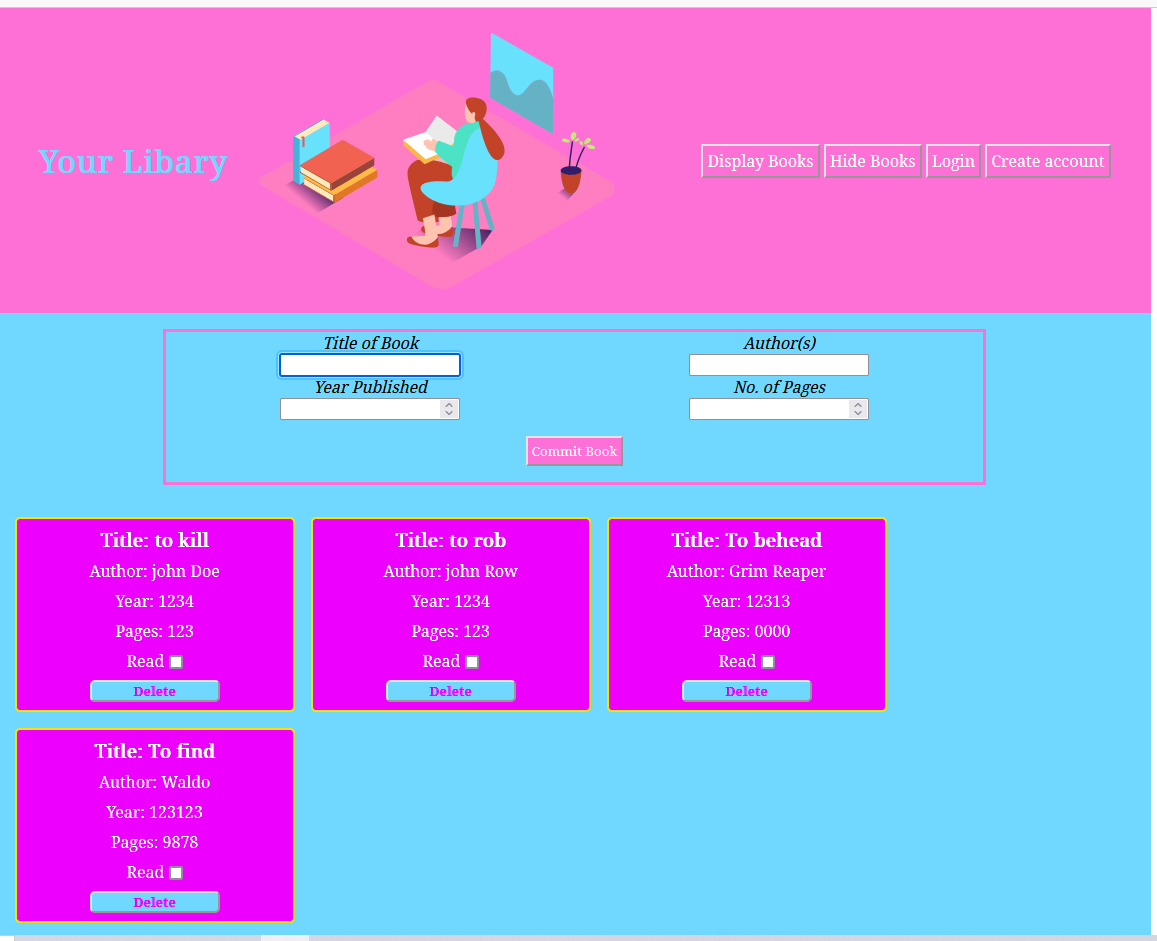 Your Libary
Display Books Hide Books Login Create account
Title of Book Author(s)
Year Published No. of Pages
Commit Book
Title: to kill
Author: john Doe
Year: 1234
Pages: 123
Read
Delete
Title: to rob
Author: john Row
Year: 1234
Pages: 123
Read
Delete
Title: To behead
Author: Grim Reaper
Year: 12313
Pages: 0000
Read
Delete
Title: To find
Author: Waldo
Year: 123123
Pages: 9878
Read
Delete